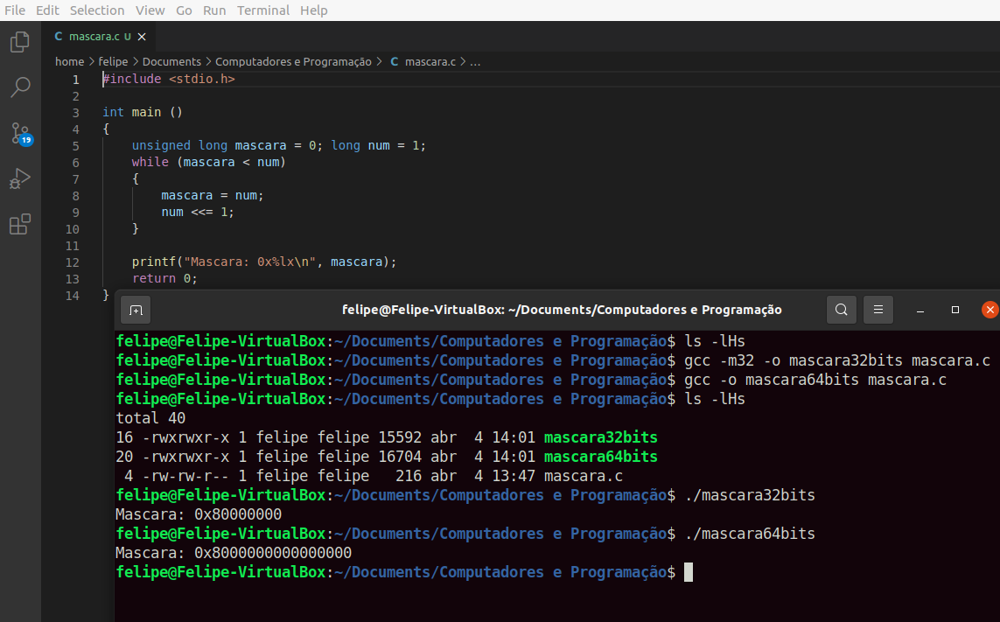 File Edit Selection View Go Run Terminal Help
C mascara.c U ×
home > felipe > Documents > Computadores e Programação > C mascara.c > ...
1 #include <stdio.h>
2
3 int main ()
4 {
5 unsigned long mascara = 0; long num = 1;
6 while (mascara < num)
7 {
8 mascara = num;
9 num <<= 1;
10 }
11
12 printf("Mascara: 0x%lx\n", mascara);
13 return 0;
14 }
19
felipe@Felipe-VirtualBox: ~/Documents/Computadores e Programação
felipe@Felipe-VirtualBox:~/Documents/Computadores e Programação$ ls -lHs
felipe@Felipe-VirtualBox:~/Documents/Computadores e Programação$ gcc -m32 -o mascara32bits mascara.c
felipe@Felipe-VirtualBox:~/Documents/Computadores e Programação$ gcc -o mascara64bits mascara.c
felipe@Felipe-VirtualBox:~/Documents/Computadores e Programação$ ls -lHs
total 40
16 -rwxrwxr-x 1 felipe felipe 15592 abr  4 14:01 mascara32bits
20 -rwxrwxr-x 1 felipe felipe 16704 abr  4 14:01 mascara64bits
 4 -rw-rw-r-- 1 felipe felipe   216 abr  4 13:47 mascara.c
felipe@Felipe-VirtualBox:~/Documents/Computadores e Programação$ ./mascara32bits
Mascara: 0x80000000
felipe@Felipe-VirtualBox:~/Documents/Computadores e Programação$ ./mascara64bits
Mascara: 0x8000000000000000
felipe@Felipe-VirtualBox:~/Documents/Computadores e Programação$